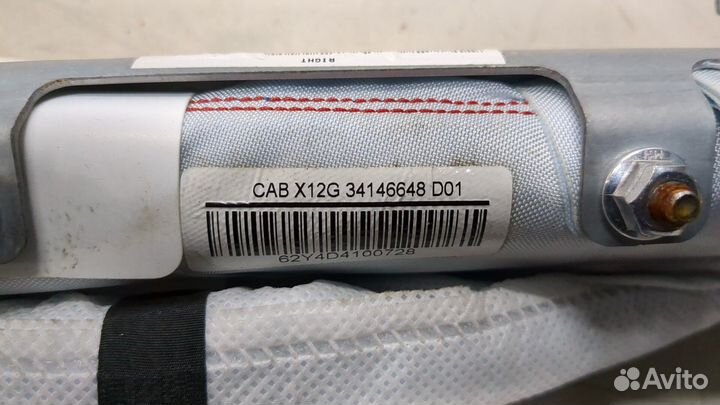 RIGHT
CAB X12G 34146648 D01
62Y4D4100728
Avito